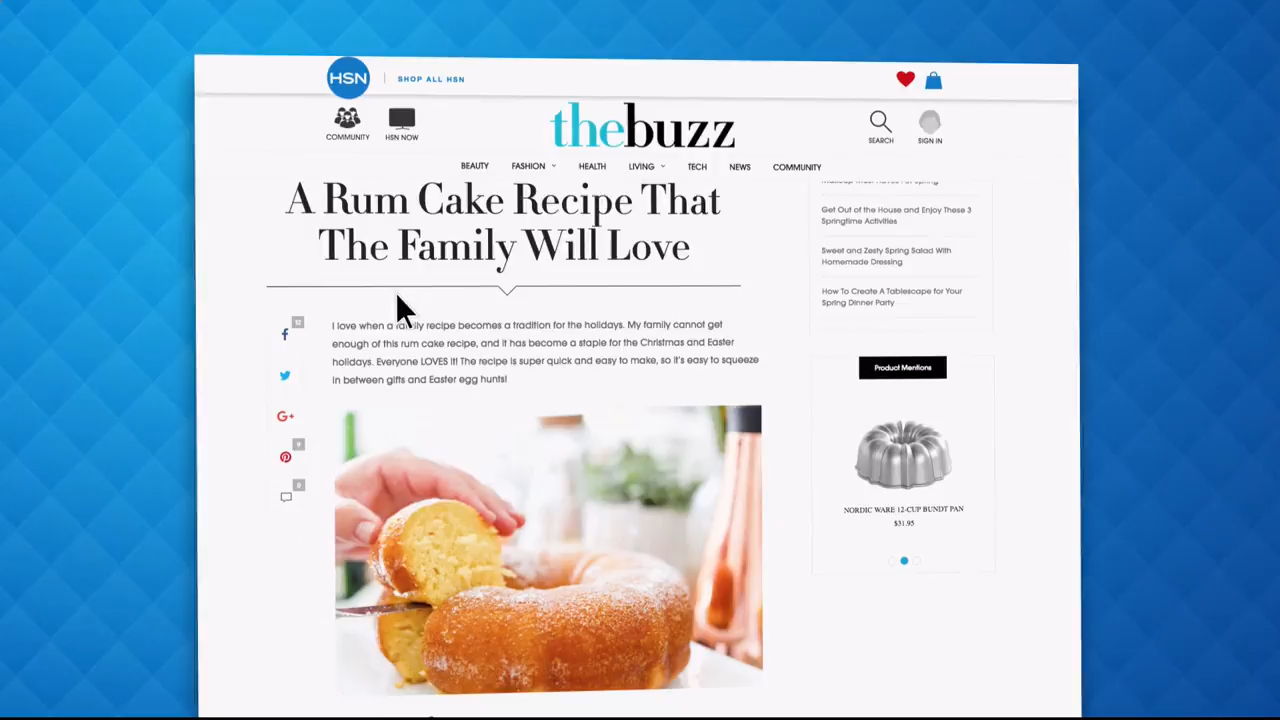 HSN
SHOP ALL HSN
COMMUNITY
HSN NOW
thebuzz
SEARCH
SIGN IN
BEAUTY FASHION HEALTH LIVING TECH NEWS COMMUNITY
A Rum Cake Recipe That
The Family Will Love
12
9
0
I love when a family recipe becomes a tradition for the holidays. My family cannot get
enough of this rum cake recipe, and it has become a staple for the Christmas and Easter
holidays. Everyone LOVES it! The recipe is super quick and easy to make, so it's easy to squeeze
in between gifts and Easter egg hunts!
Get Out of the House and Enjoy These 3
Springtime Activities
Sweet and Zesty Spring Salad With
Homemade Dressing
How To Create A Tablescape for Your
Spring Dinner Party
Product Mentions
NORDIC WARE 12-CUP BUNDT PAN
$31.95